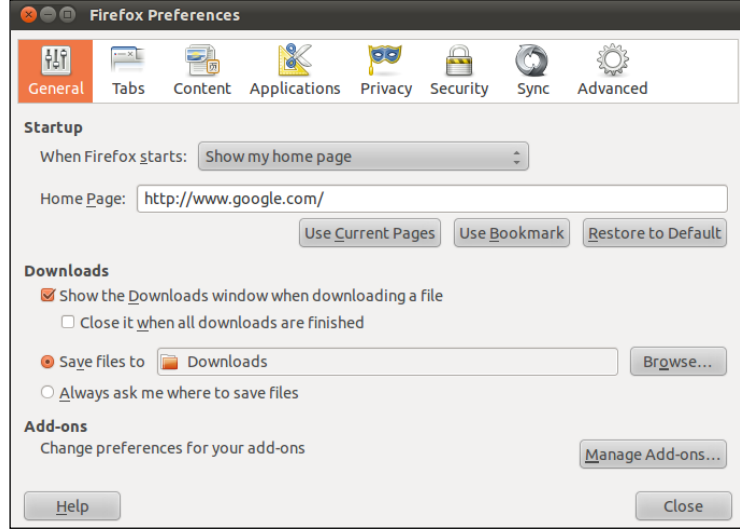 Firefox Preferences
General Tabs Content Applications Privacy Security Sync Advanced
Startup
When Firefox starts: Show my home page
Home Page: http://www.google.com/
Use Current Pages Use Bookmark Restore to Default
Downloads
Show the Downloads window when downloading a file
Close it when all downloads are finished
Save files to Downloads Browse...
Always ask me where to save files
Add-ons
Change preferences for your add-ons
Manage Add-ons...
Help Close